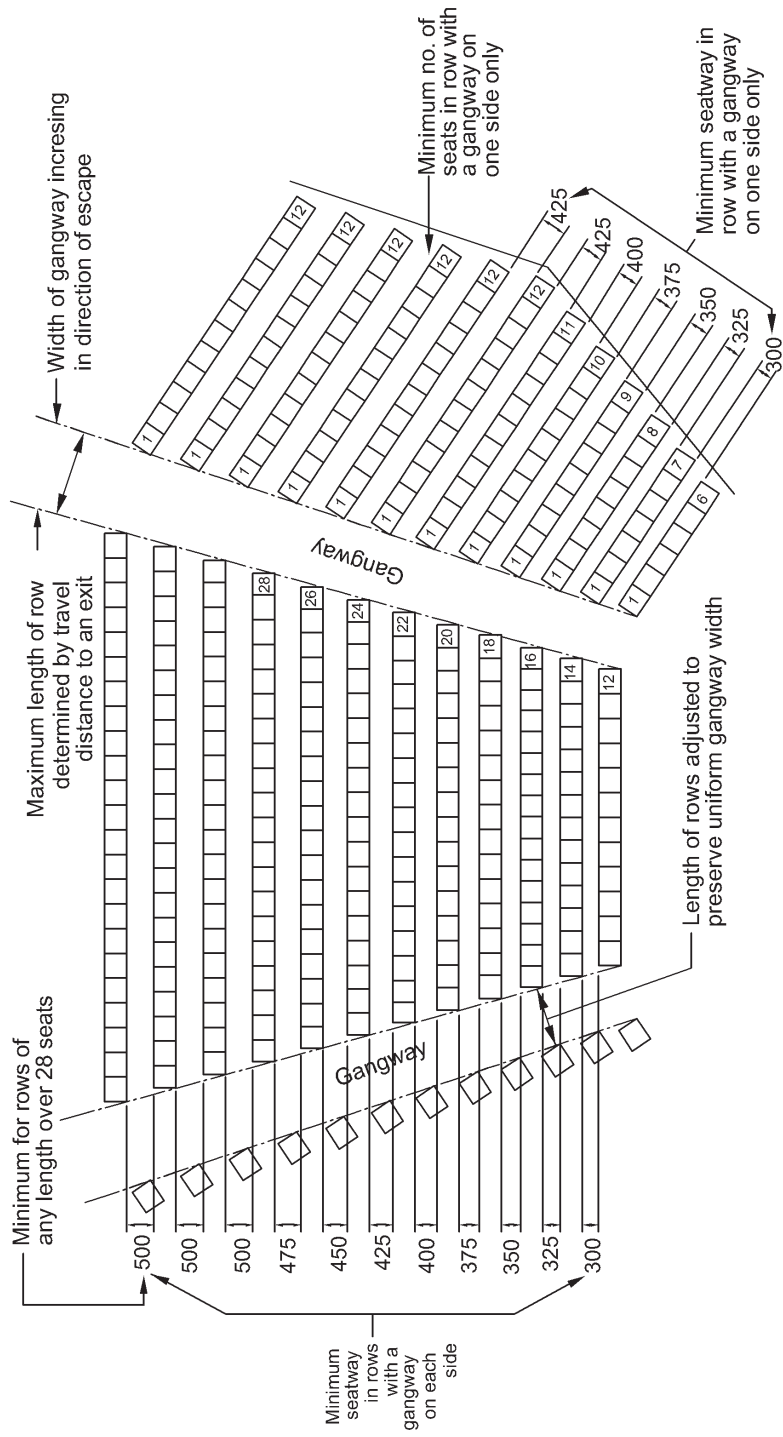 Minimum for rows of
any length over 28 seats
Maximum length of row
determined by travel
distance to an exit
Width of gangway incresing
in direction of escape
Minimum no. of
seats in row with
a gangway on
one side only
Minimum seatway in
row with a gangway
on one side only
Minimum
seatway
in rows
with a
gangway
on each
side
500
500
500
475
450
425
400
375
350
325
300
Gangway
28
26
24
22
20
18
16
14
12
Gangway
1 12
1 12
1 12
1 12
1 12
1 12
1 11
1 10
1 9
1 8
1 7
1 6
425
425
400
375
350
325
300
Length of rows adjusted to
preserve uniform gangway width